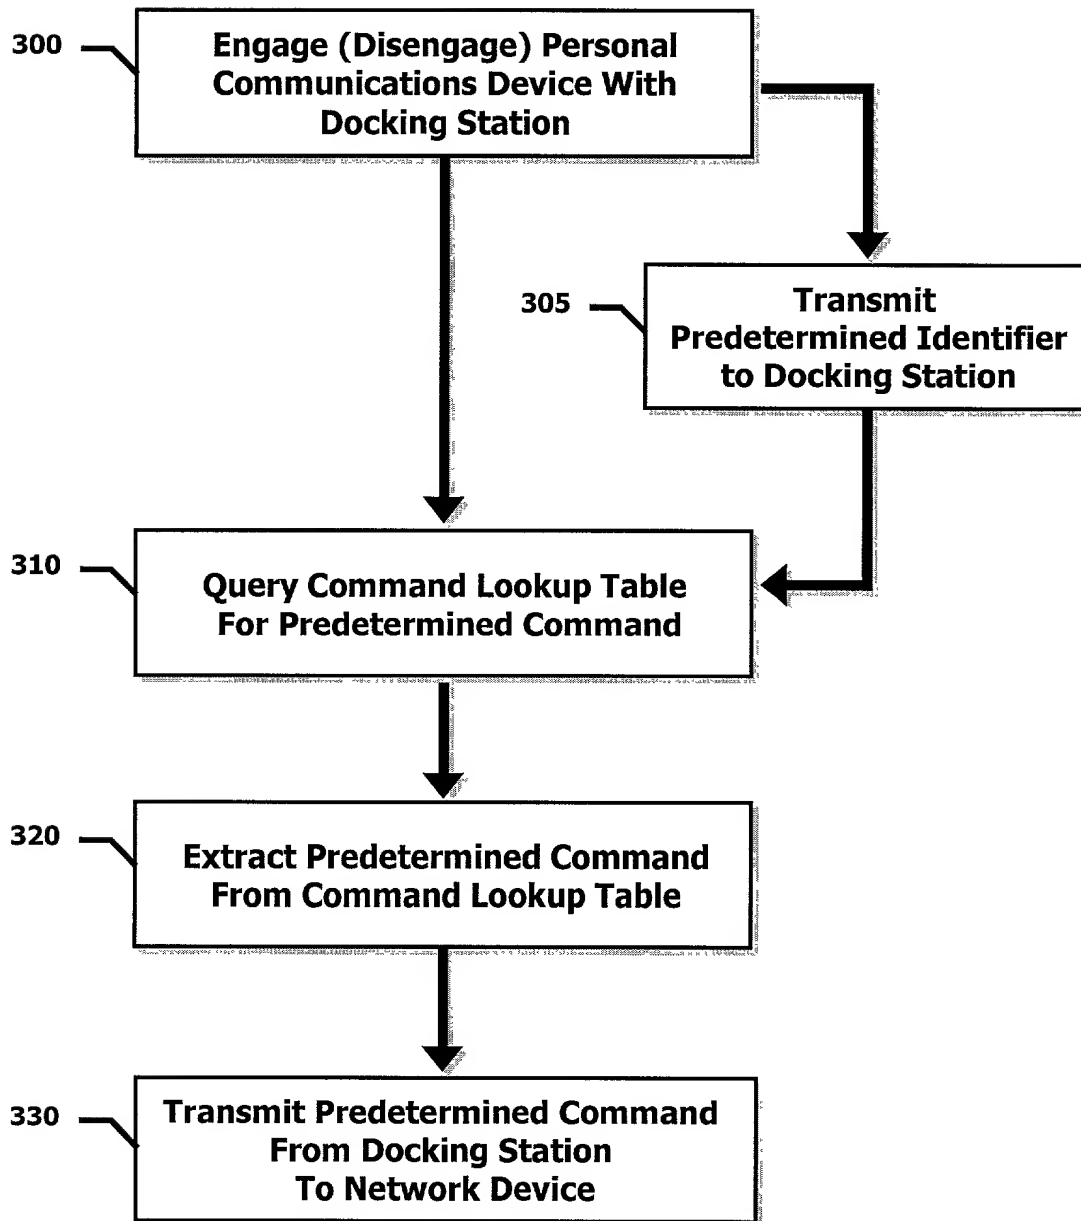 300
Engage (Disengage) Personal
Communications Device With
Docking Station
305
Transmit
Predetermined Identifier
to Docking Station
310
Query Command Lookup Table
For Predetermined Command
320
Extract Predetermined Command
From Command Lookup Table
330
Transmit Predetermined Command
From Docking Station
To Network Device